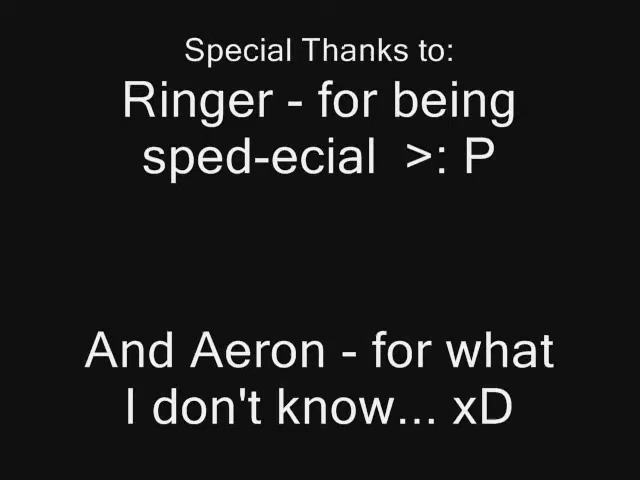 Special Thanks to:
Ringer - for being
sped-ecial  >: P
And Aeron - for what
I don't know... xD